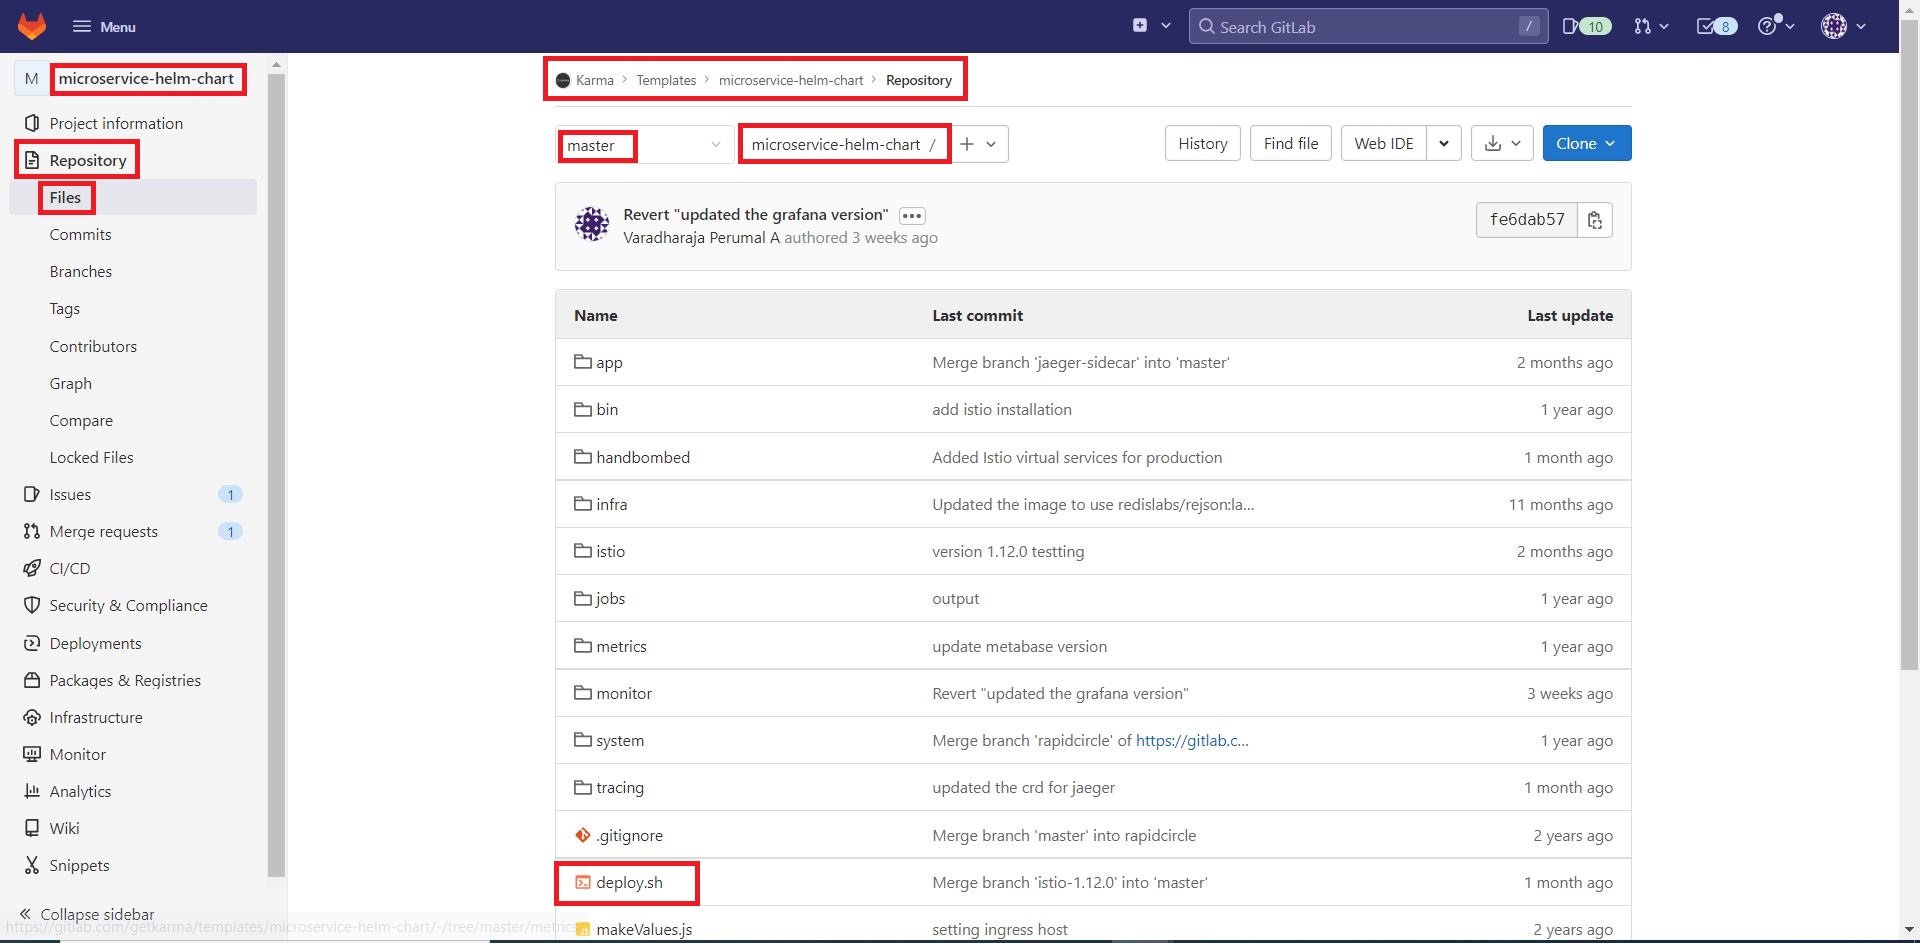 Menu
Search GitLab
/
10
8
M microservice-helm-chart
Project information
Repository
Files
Commits
Branches
Tags
Contributors
Graph
Compare
Locked Files
Issues 1
Merge requests 1
CI/CD
Security & Compliance
Deployments
Packages & Registries
Infrastructure
Monitor
Analytics
Wiki
Snippets
« Collapse sidebar
https://gitlab.com/getkarma/templates/microservice-helm-chart/-/tree/master/metrics
Karma > Templates > microservice-helm-chart > Repository
master
microservice-helm-chart /
+
History
Find file
Web IDE
Clone
Revert "updated the grafana version" •••
Varadharaja Perumal A authored 3 weeks ago
fe6dab57
Name Last commit Last update
app Merge branch 'jaeger-sidecar' into 'master' 2 months ago
bin add istio installation 1 year ago
handbombed Added Istio virtual services for production 1 month ago
infra Updated the image to use redislabs/rejson:la... 11 months ago
istio version 1.12.0 testting 2 months ago
jobs output 1 year ago
metrics update metabase version 1 year ago
monitor Revert "updated the grafana version" 3 weeks ago
system Merge branch 'rapidcircle' of https://gitlab.c... 1 year ago
tracing updated the crd for jaeger 1 month ago
.gitignore Merge branch 'master' into rapidcircle 2 years ago
deploy.sh Merge branch 'istio-1.12.0' into 'master' 1 month ago
JS makeValues.js setting ingress host 2 years ago